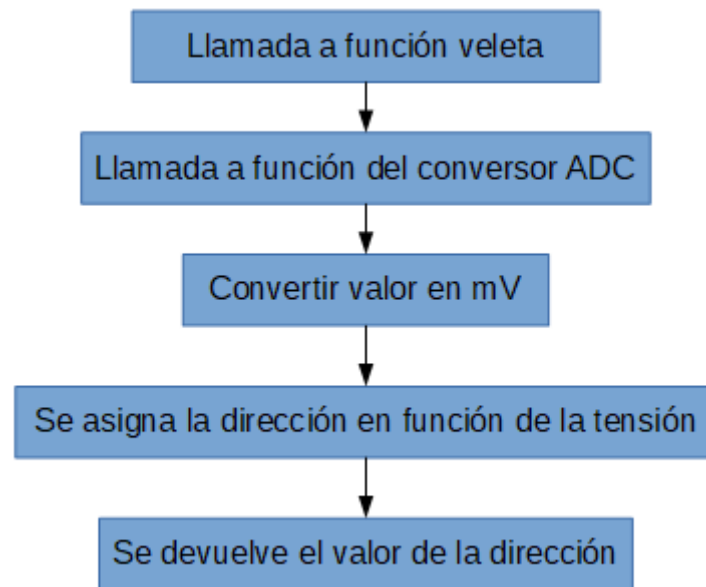 Llamada a función veleta
Llamada a función del conversor ADC
Convertir valor en mV
Se asigna la dirección en función de la tensión
Se devuelve el valor de la dirección